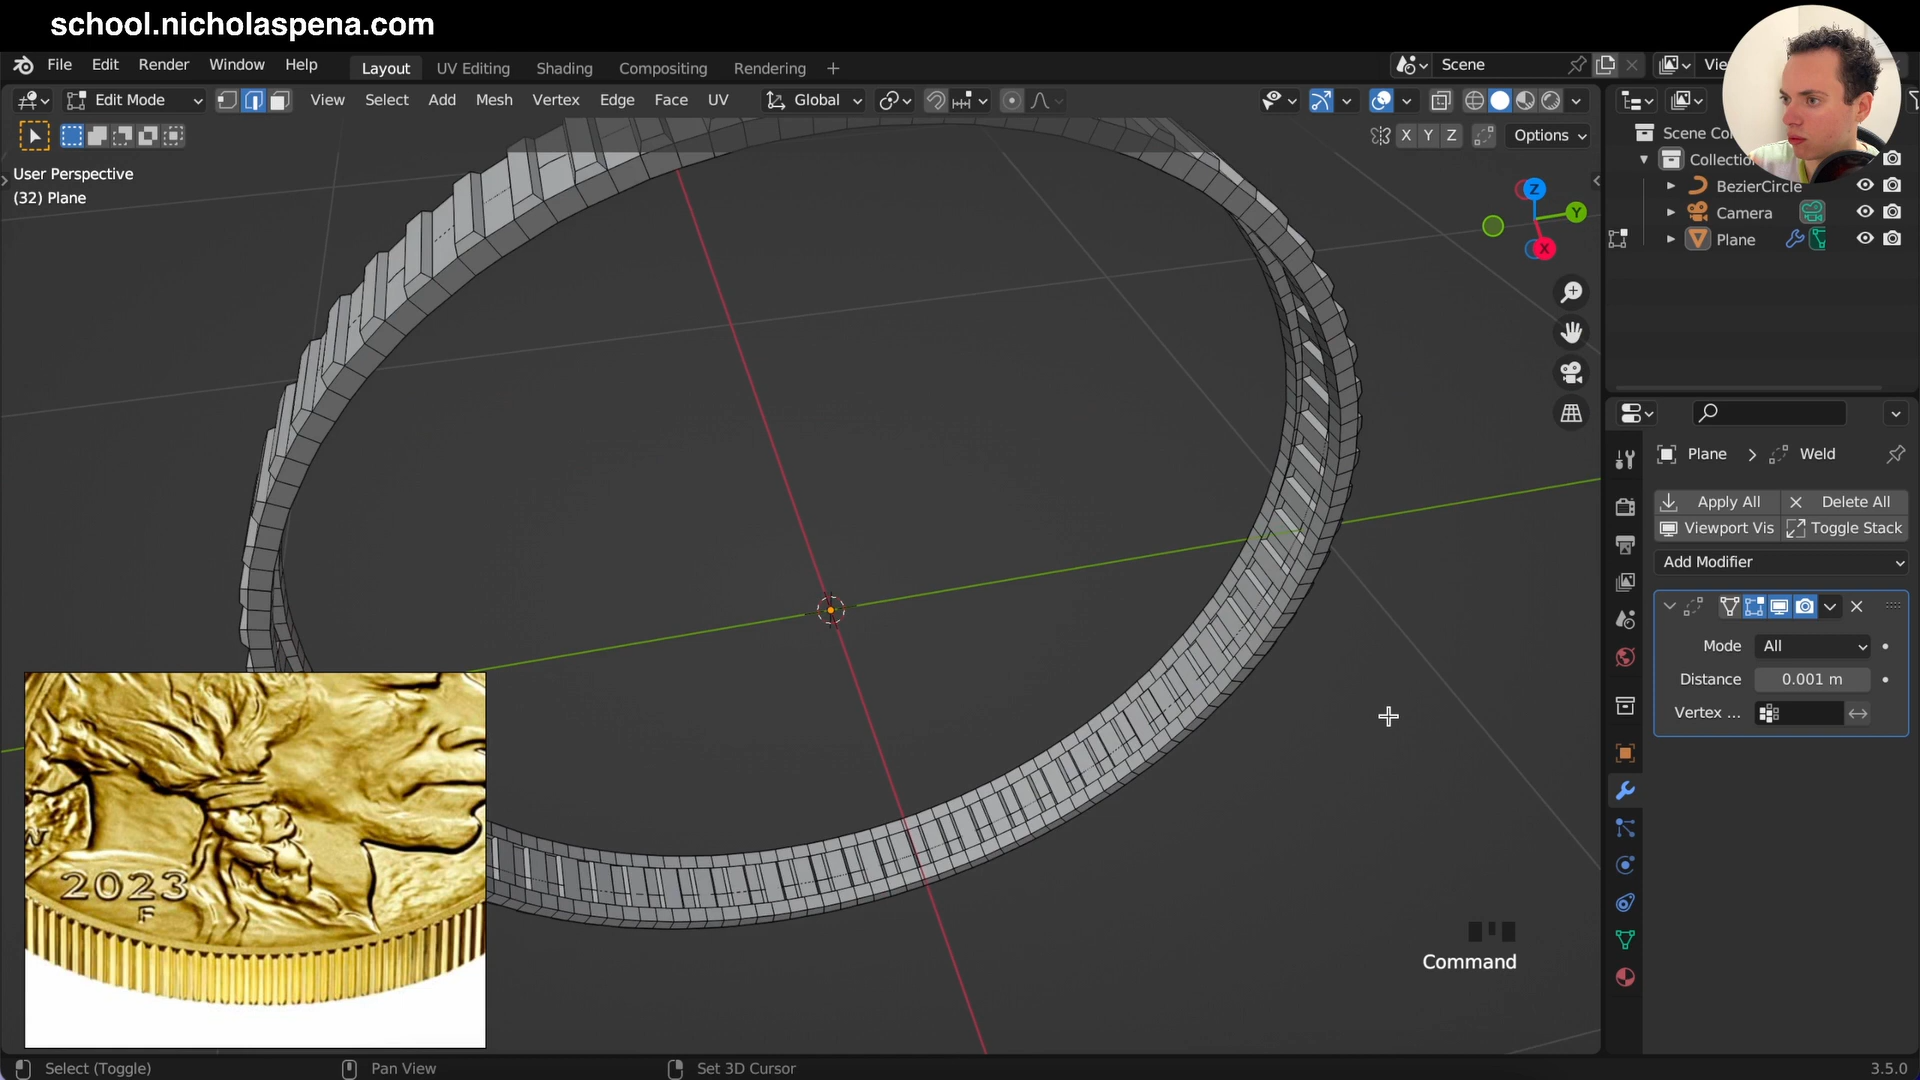 school.nicholaspena.com
File Edit Render Window Help Layout UV Editing Shading Compositing Rendering + Scene
Edit Mode View Select Add Mesh Vertex Edge Face UV Global
X Y Z Options
User Perspective
(32) Plane
Collection
BezierCircle
Camera
Plane
Z
Y
X
Plane > Weld
Apply All Delete All
Viewport Vis Toggle Stack
Add Modifier
Mode All
Distance 0.001 m
Vertex ...
2023
F
Command
Select (Toggle) Pan View Set 3D Cursor 3.5.0